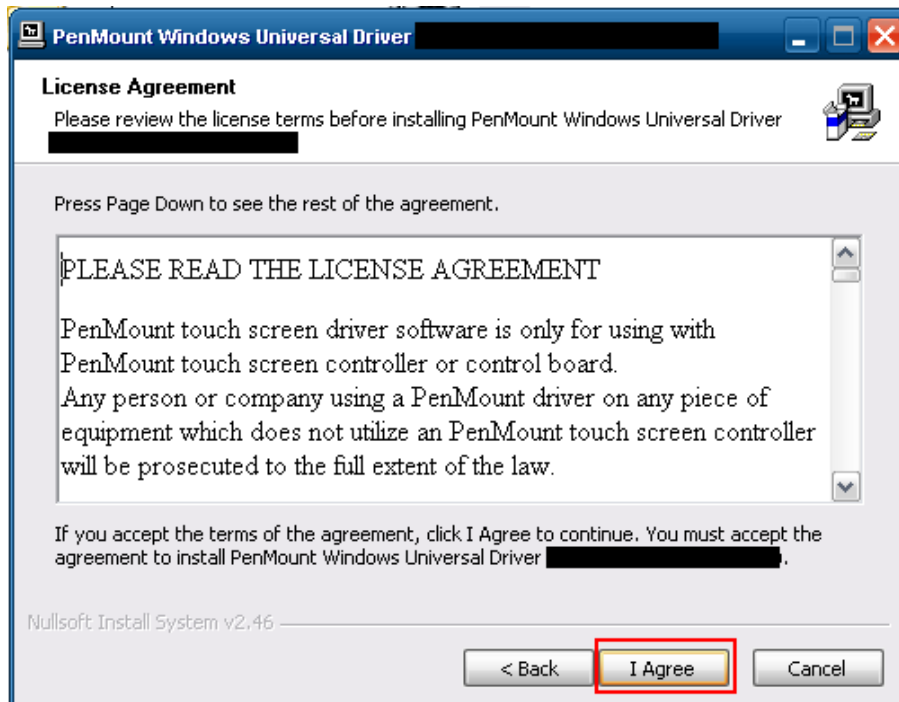 PenMount Windows Universal Driver
License Agreement
Please review the license terms before installing PenMount Windows Universal Driver
Press Page Down to see the rest of the agreement.
PLEASE READ THE LICENSE AGREEMENT
PenMount touch screen driver software is only for using with
PenMount touch screen controller or control board.
Any person or company using a PenMount driver on any piece of
equipment which does not utilize an PenMount touch screen controller
will be prosecuted to the full extent of the law.
If you accept the terms of the agreement, click I Agree to continue. You must accept the
agreement to install PenMount Windows Universal Driver .
Nullsoft Install System v2.46
< Back I Agree Cancel